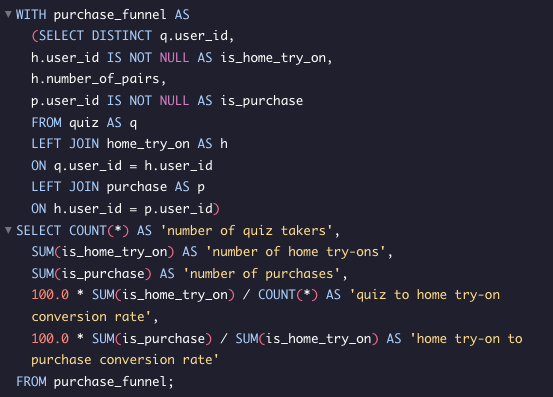 WITH purchase_funnel AS
(SELECT DISTINCT q.user_id,
h.user_id IS NOT NULL AS is_home_try_on,
h.number_of_pairs,
p.user_id IS NOT NULL AS is_purchase
FROM quiz AS q
LEFT JOIN home_try_on AS h
ON q.user_id = h.user_id
LEFT JOIN purchase AS p
ON h.user_id = p.user_id)
SELECT COUNT(*) AS 'number of quiz takers',
SUM(is_home_try_on) AS 'number of home try-ons',
SUM(is_purchase) AS 'number of purchases',
100.0 * SUM(is_home_try_on) / COUNT(*) AS 'quiz to home try-on
conversion rate',
100.0 * SUM(is_purchase) / SUM(is_home_try_on) AS 'home try-on to
purchase conversion rate'
FROM purchase_funnel;